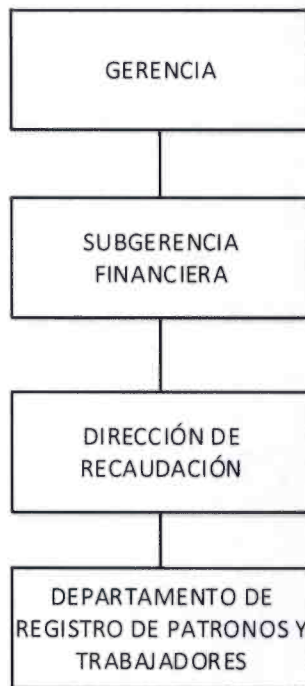 GERENCIA
SUBGERENCIA
FINANCIERA
DIRECCIÓN DE
RECAUDACIÓN
DEPARTAMENTO DE
REGISTRO DE PATRONOS Y
TRABAJADORES